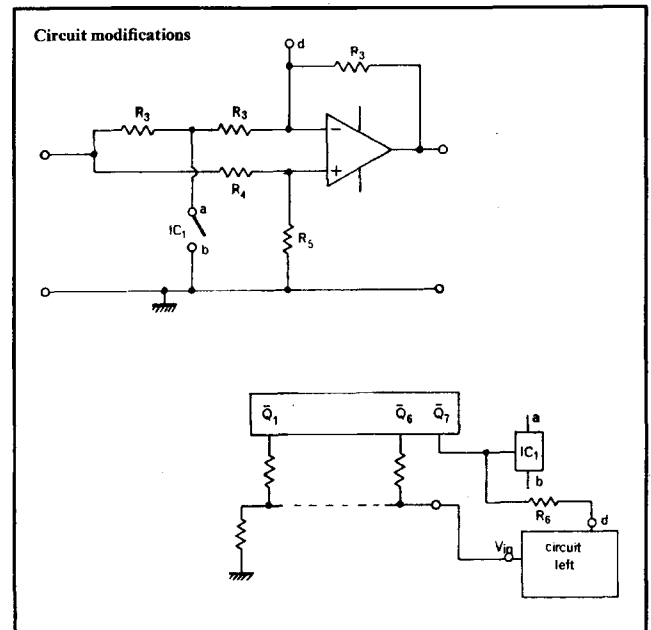 Circuit modifications
d
R3
R3
R3
−
+
R4
a
IC1
b
R5
Q̄1
Q̄6
Q̄7
a
IC1
b
R6
d
Vin
circuit
left